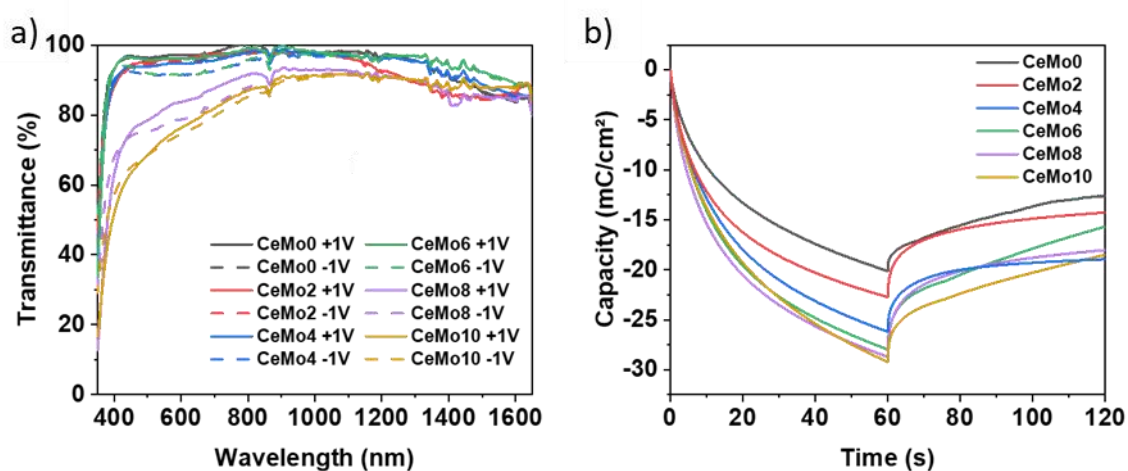 a)
Transmittance (%)
100
80
60
40
20
0
CeMo0 +1V CeMo6 +1V
CeMo0 -1V CeMo6 -1V
CeMo2 +1V CeMo8 +1V
CeMo2 -1V CeMo8 -1V
CeMo4 +1V CeMo10 +1V
CeMo4 -1V CeMo10 -1V
400 600 800 1000 1200 1400 1600
Wavelength (nm)
b)
Capacity (mC/cm²)
0
-5
-10
-15
-20
-25
-30
CeMo0
CeMo2
CeMo4
CeMo6
CeMo8
CeMo10
0 20 40 60 80 100 120
Time (s)